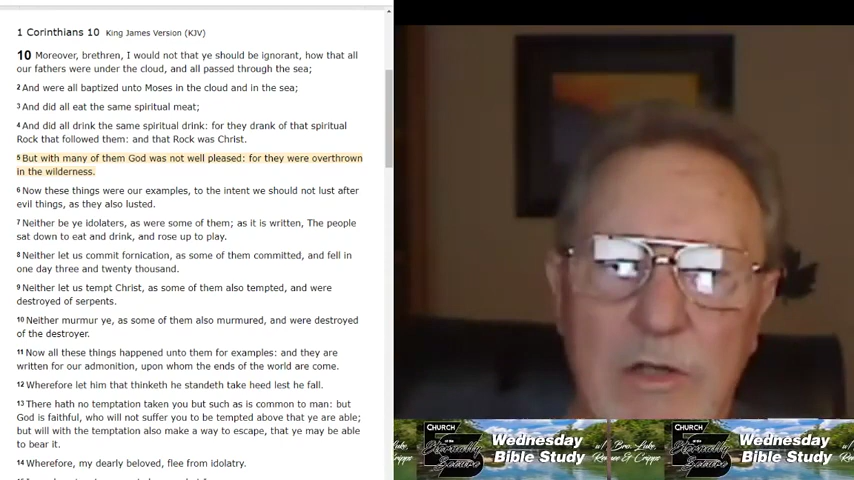 1 Corinthians 10 King James Version (KJV)
10 Moreover, brethren, I would not that ye should be ignorant, how that all
our fathers were under the cloud, and all passed through the sea;
2 And were all baptized unto Moses in the cloud and in the sea;
3 And did all eat the same spiritual meat;
4 And did all drink the same spiritual drink: for they drank of that spiritual
Rock that followed them: and that Rock was Christ.
5 But with many of them God was not well pleased: for they were overthrown
in the wilderness.
6 Now these things were our examples, to the intent we should not lust after
evil things, as they also lusted.
7 Neither be ye idolaters, as were some of them; as it is written, The people
sat down to eat and drink, and rose up to play.
8 Neither let us commit fornication, as some of them committed, and fell in
one day three and twenty thousand.
9 Neither let us tempt Christ, as some of them also tempted, and were
destroyed of serpents.
10 Neither murmur ye, as some of them also murmured, and were destroyed
of the destroyer.
11 Now all these things happened unto them for examples: and they are
written for our admonition, upon whom the ends of the world are come.
12 Wherefore let him that thinketh he standeth take heed lest he fall.
13 There hath no temptation taken you but such as is common to man: but
God is faithful, who will not suffer you to be tempted above that ye are able;
but will with the temptation also make a way to escape, that ye may be able
to bear it.
14 Wherefore, my dearly beloved, flee from idolatry.
CHURCH
of the
Eternally
Secure
Wednesday
Bible Study
w/
Bro. Luke,
Renee & Cripps
CHURCH
of the
Eternally
Secure
Wednesday
Bible Study